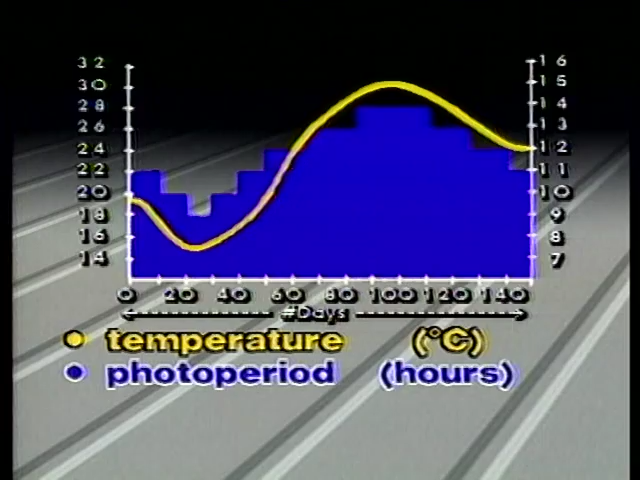 32 16
30 15
28 14
26 13
24 12
22 11
20 10
18 9
16 8
14 7
0 20 40 60 80 100 120 140
#Days
temperature (°C)
photoperiod (hours)